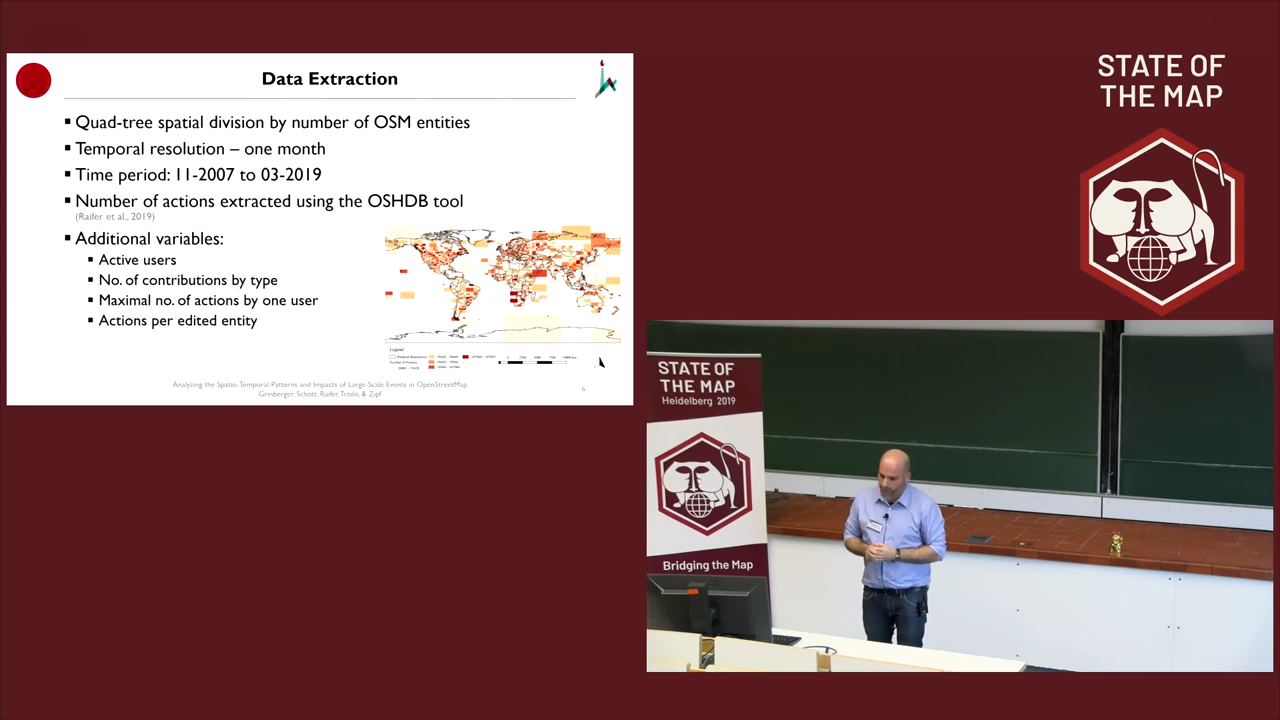 Data Extraction
▪ Quad-tree spatial division by number of OSM entities
▪ Temporal resolution – one month
▪ Time period: 11-2007 to 03-2019
▪ Number of actions extracted using the OSHDB tool
(Raifer et al., 2019)
▪ Additional variables:
▪ Active users
▪ No. of contributions by type
▪ Maximal no. of actions by one user
▪ Actions per edited entity
Legend
Analyzing the Spatio-Temporal Patterns and Impacts of Large-Scale Events in OpenStreetMap
Grinberger, Schott, Raifer, Troilo, & Zipf
6
STATE OF
THE MAP
STATE OF
THE MAP
Heidelberg 2019
Bridging the Map